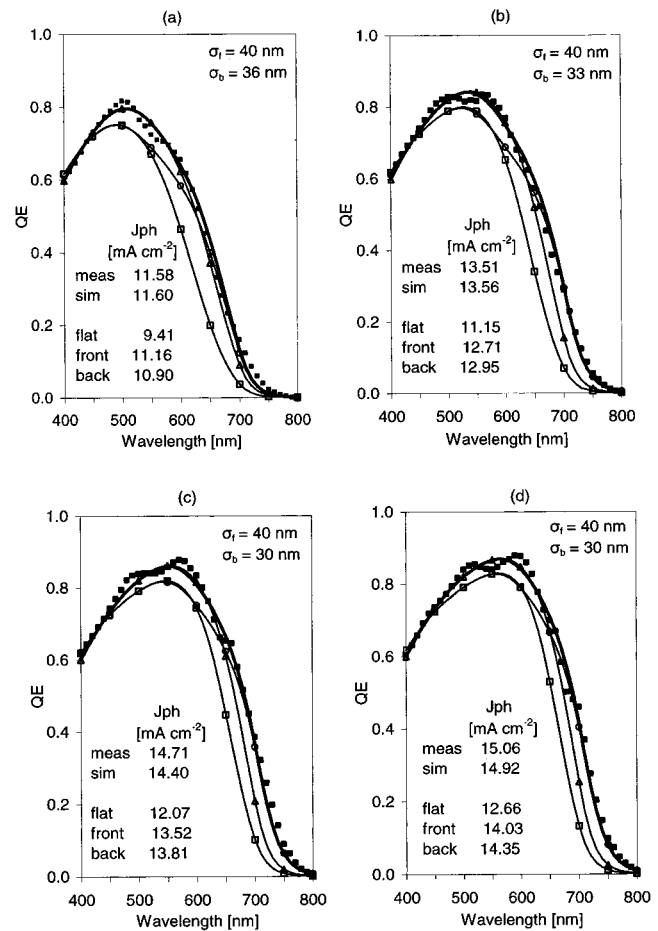 (a)
σf = 40 nm
σb = 36 nm
1.0
0.8
0.6
0.4
0.2
0.0
QE
Jph
[mA cm-2]
meas 11.58
sim 11.60
flat 9.41
front 11.16
back 10.90
400 500 600 700 800
Wavelength [nm]
(b)
σf = 40 nm
σb = 33 nm
1.0
0.8
0.6
0.4
0.2
0.0
QE
Jph
[mA cm-2]
meas 13.51
sim 13.56
flat 11.15
front 12.71
back 12.95
400 500 600 700 800
Wavelength [nm]
(c)
σf = 40 nm
σb = 30 nm
1.0
0.8
0.6
0.4
0.2
0.0
QE
Jph
[mA cm-2]
meas 14.71
sim 14.40
flat 12.07
front 13.52
back 13.81
400 500 600 700 800
Wavelength [nm]
(d)
σf = 40 nm
σb = 30 nm
1.0
0.8
0.6
0.4
0.2
0.0
QE
Jph
[mA cm-2]
meas 15.06
sim 14.92
flat 12.66
front 14.03
back 14.35
400 500 600 700 800
Wavelength [nm]